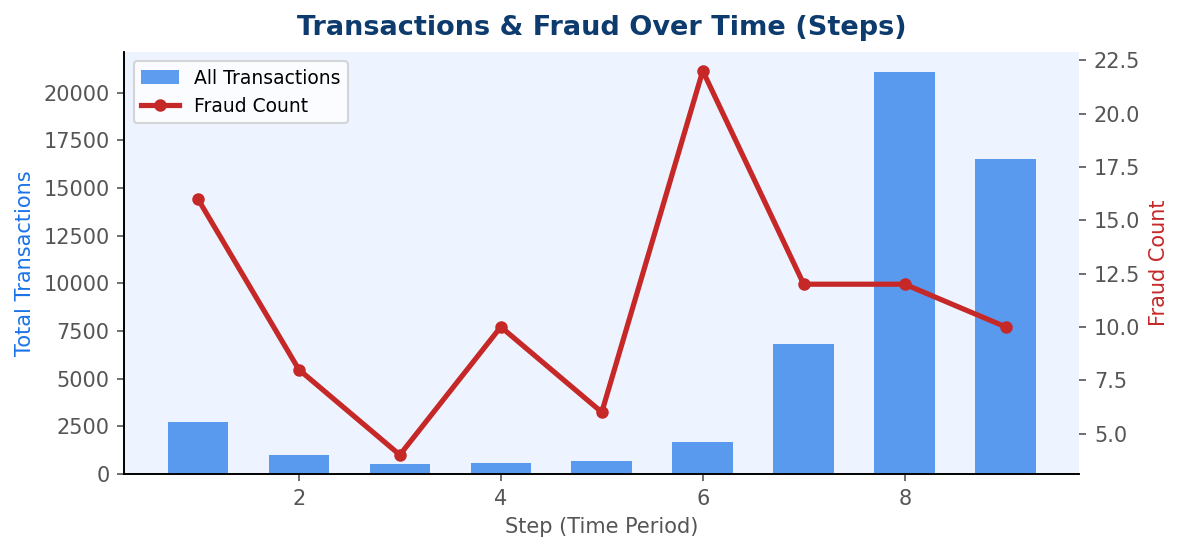 Transactions & Fraud Over Time (Steps)
All Transactions
Fraud Count
Total Transactions
20000
17500
15000
12500
10000
7500
5000
2500
0
22.5
20.0
17.5
15.0
12.5
10.0
7.5
5.0
Fraud Count
2 4 6 8
Step (Time Period)